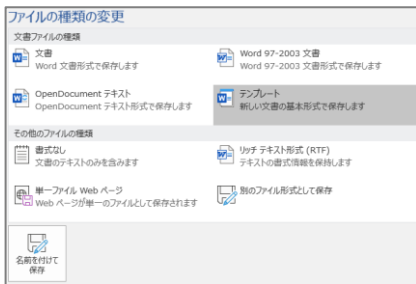 ファイルの種類の変更
文書ファイルの種類
文書
Word 文書形式で保存します
Word 97-2003 文書
Word 97-2003 文書形式で保存します
OpenDocument テキスト
OpenDocument テキスト形式で保存します
テンプレート
新しい文書の基本形式で保存します
その他のファイルの種類
書式なし
文書のテキストのみを含みます
リッチ テキスト形式 (RTF)
テキストの書式情報を保持します
単一ファイル Web ページ
Web ページが単一のファイルとして保存されます
別のファイル形式として保存
名前を付けて
保存